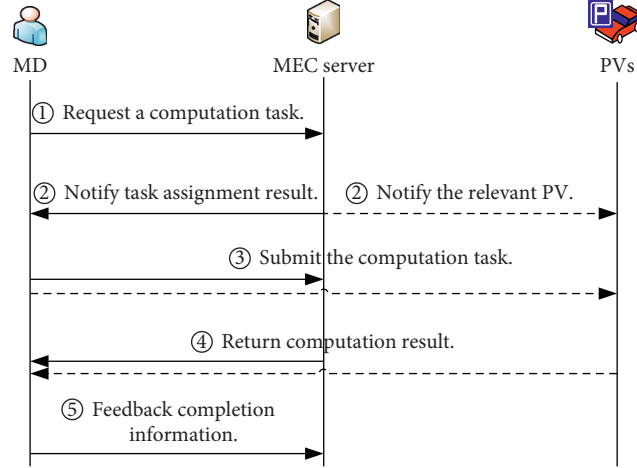 P
MD
MEC server
PVs
① Request a computation task.
② Notify task assignment result.
② Notify the relevant PV.
③ Submit the computation task.
④ Return computation result.
⑤ Feedback completion
information.